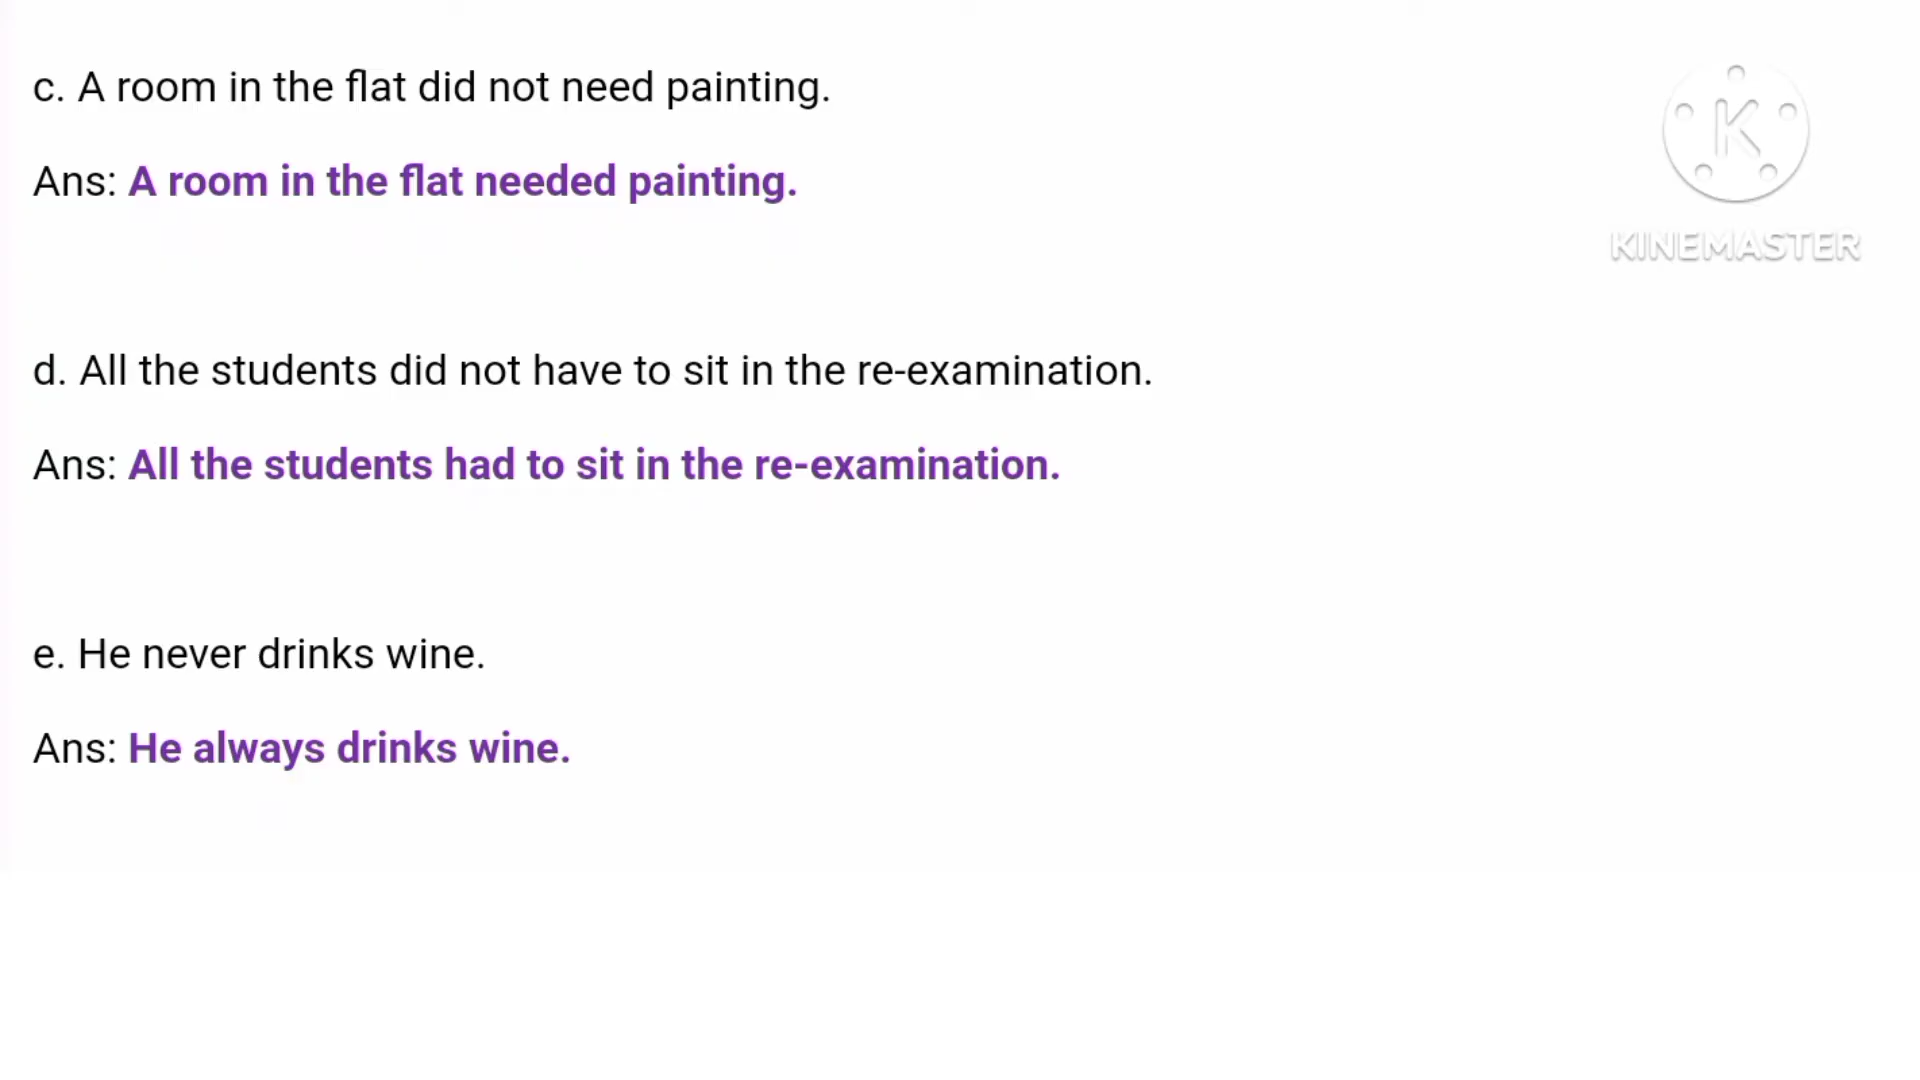 c. A room in the flat did not need painting.
Ans: A room in the flat needed painting.
K
KINEMASTER
d. All the students did not have to sit in the re-examination.
Ans: All the students had to sit in the re-examination.
e. He never drinks wine.
Ans: He always drinks wine.